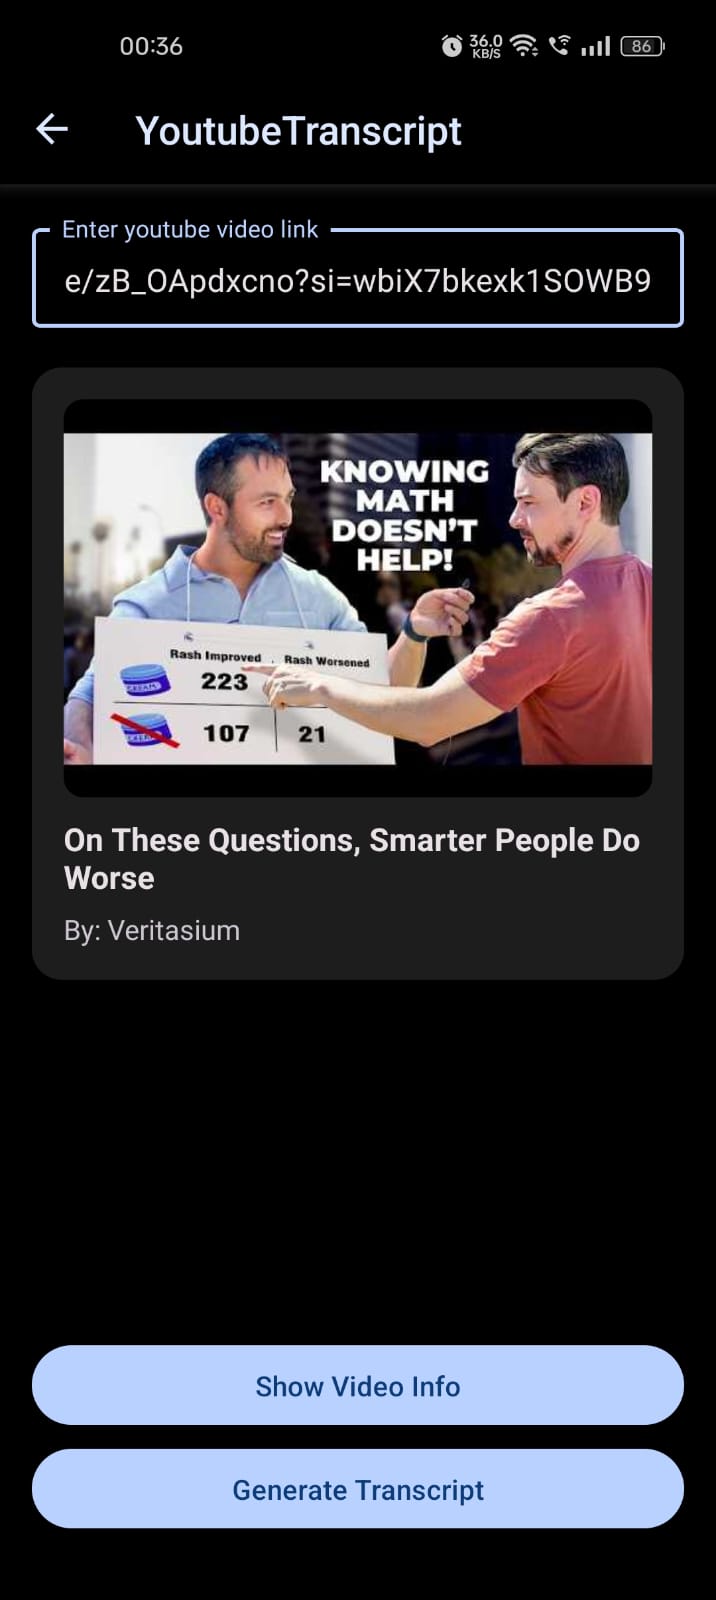 00:36
36.0
KB/S
86
YoutubeTranscript
Enter youtube video link
e/zB_OApdxcno?si=wbiX7bkexk1SOWB9
KNOWING
MATH
DOESN'T
HELP!
Rash Improved Rash Worsened
CREAM 223
CREAM 107 21
On These Questions, Smarter People Do
Worse
By: Veritasium
Show Video Info
Generate Transcript